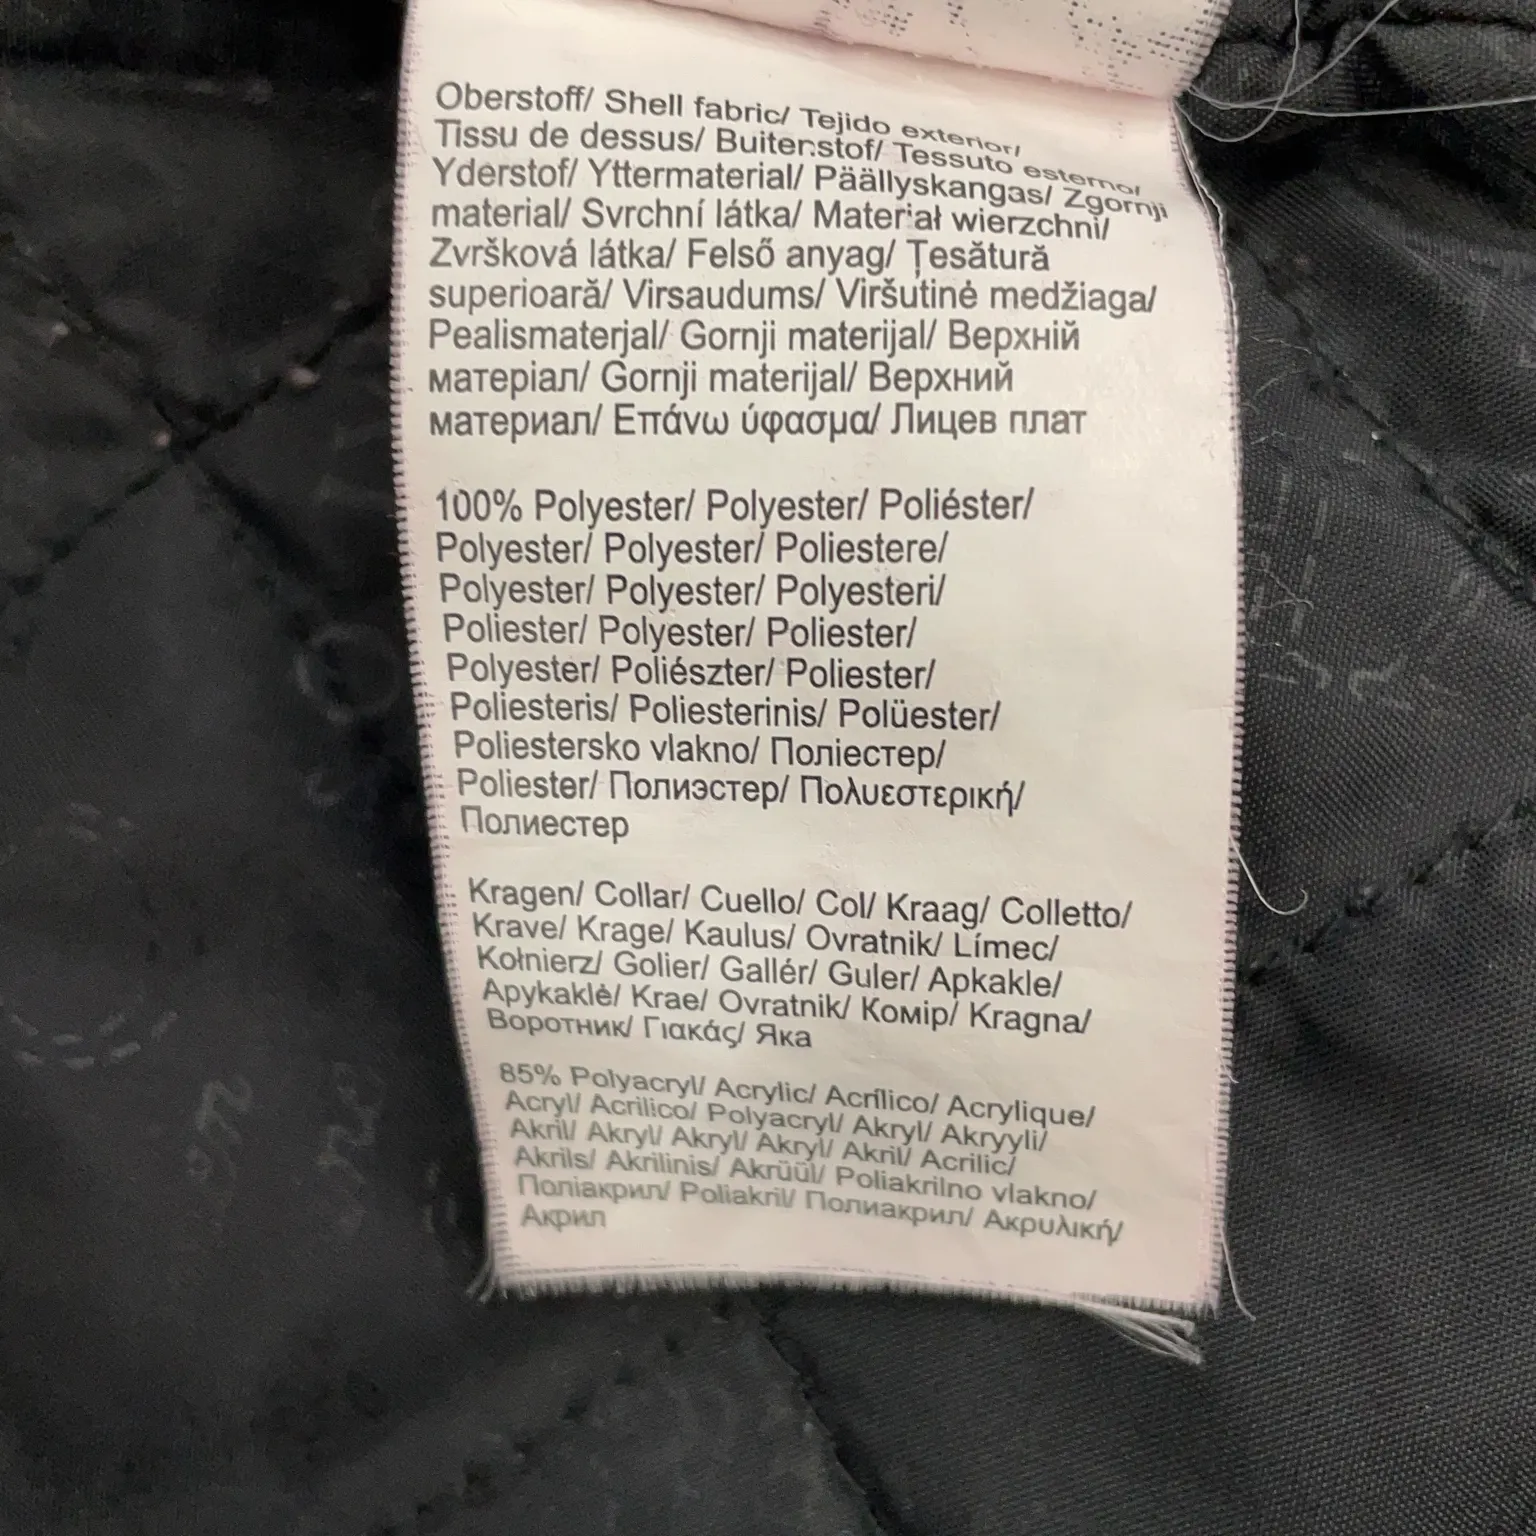 Oberstoff/ Shell fabric/ Tejido exterior/
Tissu de dessus/ Buitenstof/ Tessuto esterno/
Yderstof/ Yttermaterial/ Päällyskangas/ Zgornji
material/ Svrchní látka/ Materiał wierzchni/
Zvršková látka/ Felső anyag/ Țesătură
superioară/ Virsaudums/ Viršutinė medžiaga/
Pealismaterjal/ Gornji materijal/ Верхній
матеріал/ Gornji materijal/ Верхний
материал/ Επάνω ύφασμα/ Лицев плат
100% Polyester/ Polyester/ Poliéster/
Polyester/ Polyester/ Poliestere/
Polyester/ Polyester/ Polyesteri/
Poliester/ Polyester/ Poliester/
Polyester/ Poliészter/ Poliester/
Poliesteris/ Poliesterinis/ Polüester/
Poliestersko vlakno/ Поліестер/
Poliester/ Полиэстер/ Πολυεστερική/
Полиестер
Kragen/ Collar/ Cuello/ Col/ Kraag/ Colletto/
Krave/ Krage/ Kaulus/ Ovratnik/ Límec/
Kołnierz/ Golier/ Gallér/ Guler/ Apkakle/
Apykaklė/ Krae/ Ovratnik/ Комір/ Kragna/
Воротник/ Γιακάς/ Яка
85% Polyacryl/ Acrylic/ Acrílico/ Acrylique/
Acryl/ Acrilico/ Polyacryl/ Akryl/ Akryyli/
Akril/ Akryl/ Akryl/ Akryl/ Akril/ Acrilic/
Akrils/ Akrilinis/ Akrüül/ Poliakrilno vlakno/
Поліакрил/ Poliakril/ Полиакрил/ Ακρυλική/
Акрил